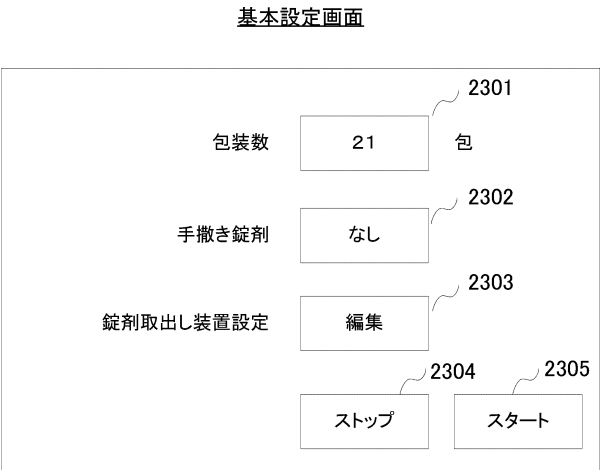 基本設定画面
2301
包装数 21 包
2302
手撒き錠剤 なし
2303
錠剤取出し装置設定 編集
2304 2305
ストップ スタート